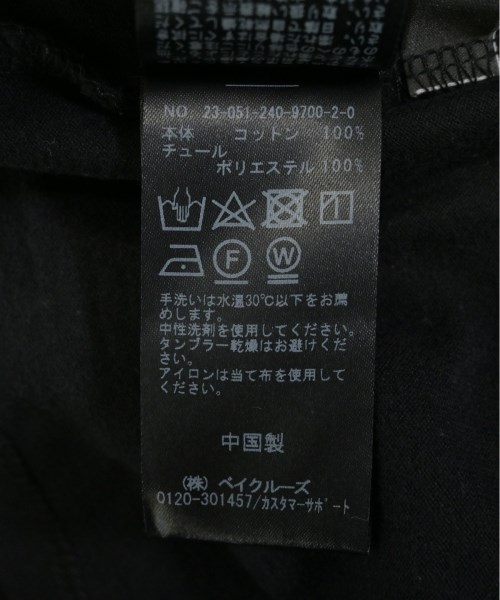 NO. 23-051-240-9700-2-0
本体 コットン 100%
チュール
ポリエステル 100%
F W
手洗いは水温30℃以下をお薦
めします。
中性洗剤を使用してください。
タンブラー乾燥はお避けくだ
さい。
アイロンは当て布を使用して
ください。
中国製
(株) ベイクルーズ
0120-301457/カスタマーサポート